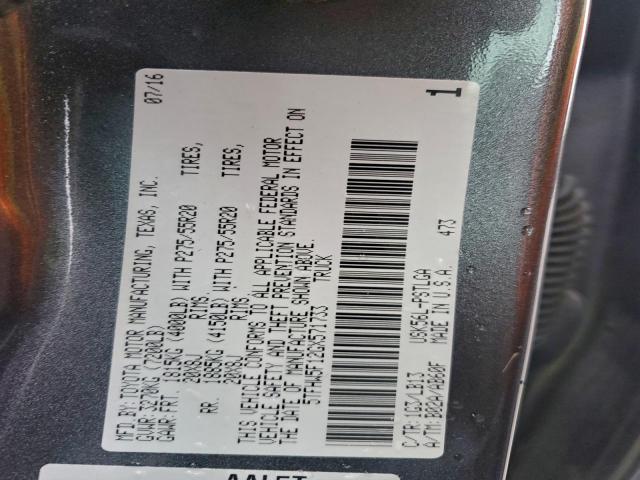 MFD BY: TOYOTA MOTOR MANUFACTURING, TEXAS, INC. 07/16
GVWR: 3270KG (7200LB)
GAWR: FRT 1815KG (4000LB) WITH P275/55R20 TIRES,
20X8J RIMS,
RR. 1885KG (4150LB) WITH P275/55R20 TIRES,
20X8J RIMS,
THIS VEHICLE CONFORMS TO ALL APPLICABLE FEDERAL MOTOR
VEHICLE SAFETY AND THEFT PREVENTION STANDARDS IN EFFECT ON
THE DATE OF MANUFACTURE SHOWN ABOVE.
5TFHW5F12GX571733 TRUCK
C/TR: 1G3/LB13 USK56L-PSTLGA
A/TM: B02A/AB60F MADE IN U.S.A. 473
1